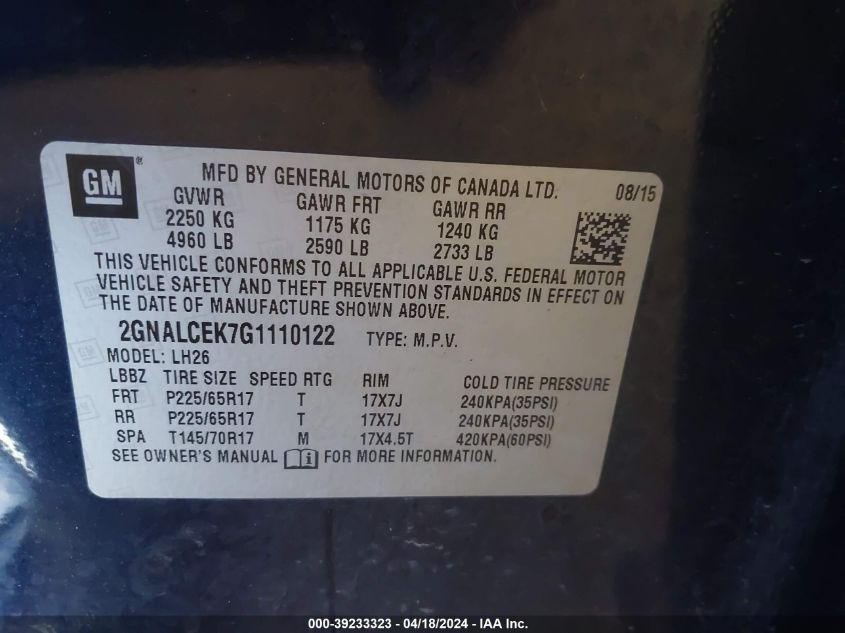 GM ®
MFD BY GENERAL MOTORS OF CANADA LTD. 08/15
GVWR GAWR FRT GAWR RR
2250 KG 1175 KG 1240 KG
4960 LB 2590 LB 2733 LB
THIS VEHICLE CONFORMS TO ALL APPLICABLE U.S. FEDERAL MOTOR
VEHICLE SAFETY AND THEFT PREVENTION STANDARDS IN EFFECT ON
THE DATE OF MANUFACTURE SHOWN ABOVE.
2GNALCEK7G1110122 TYPE: M.P.V.
MODEL: LH26
LBBZ TIRE SIZE SPEED RTG RIM COLD TIRE PRESSURE
FRT P225/65R17 T 17X7J 240KPA(35PSI)
RR P225/65R17 T 17X7J 240KPA(35PSI)
SPA T145/70R17 M 17X4.5T 420KPA(60PSI)
SEE OWNER'S MANUAL i FOR MORE INFORMATION.
000-39233323 - 04/18/2024 - IAA Inc.